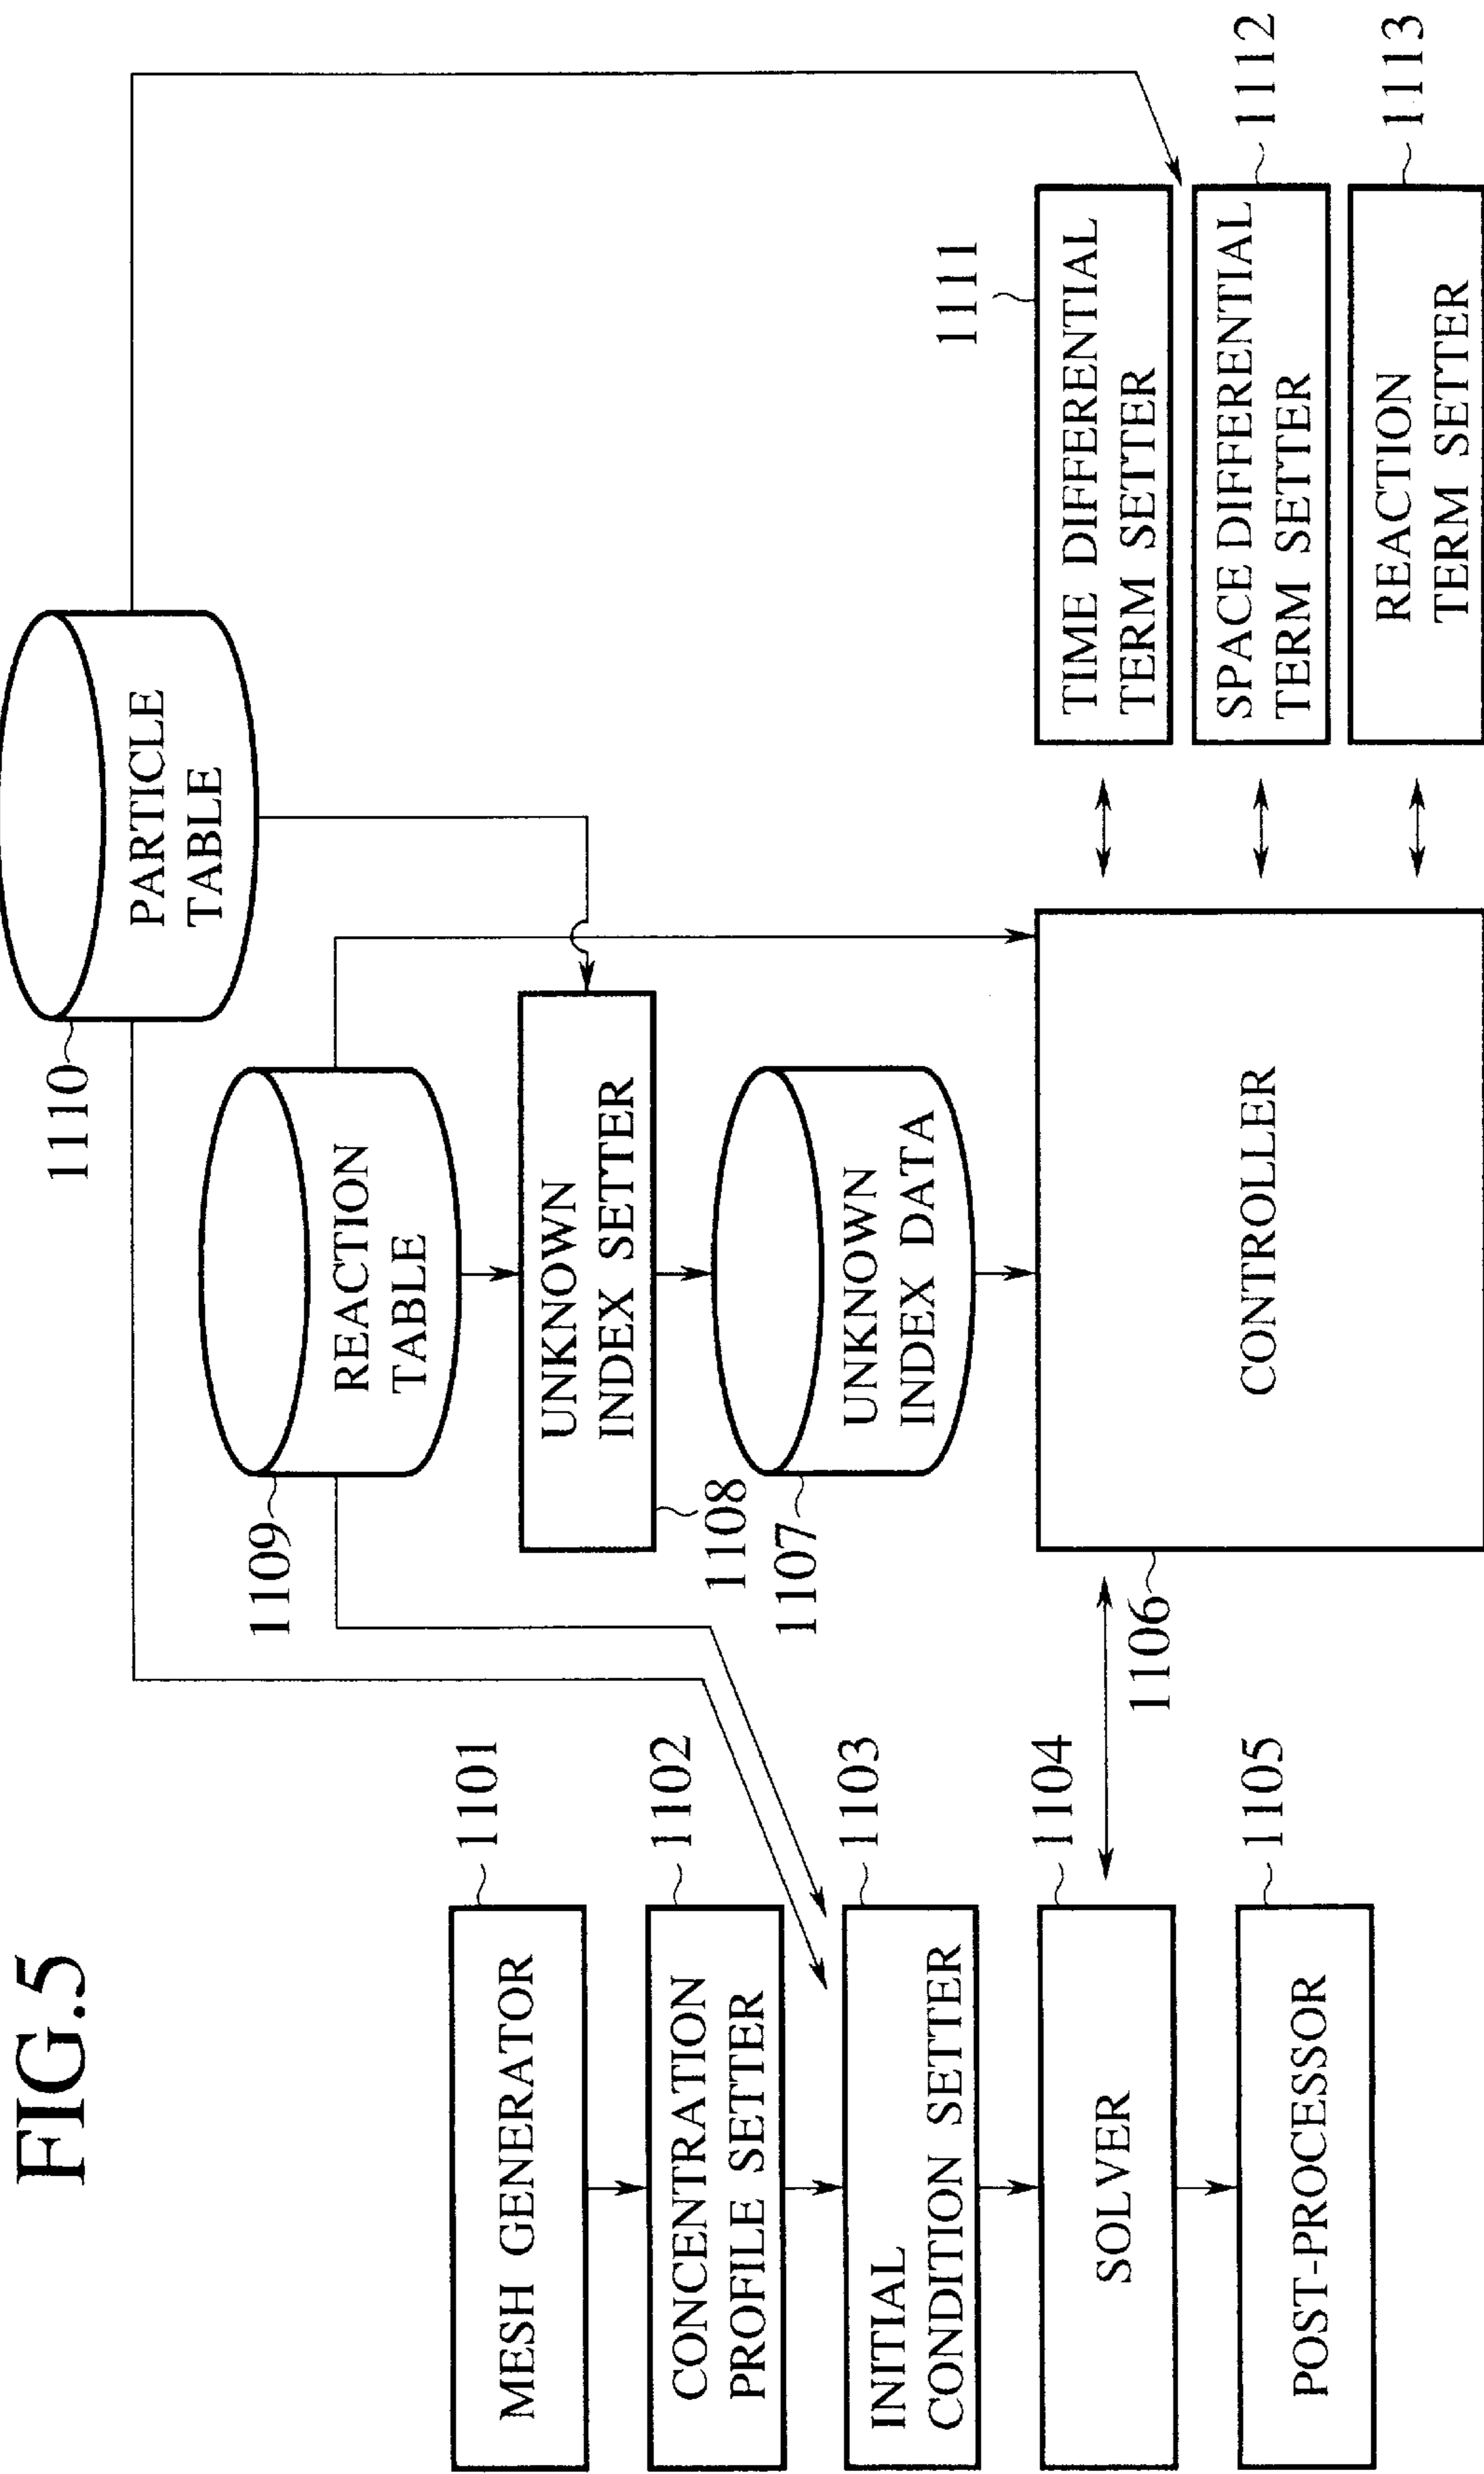 FIG.5
MESH GENERATOR
1101
CONCENTRATION
PROFILE SETTER
1102
INITIAL
CONDITION SETTER
1103
SOLVER
1104
POST-PROCESSOR
1105
1110
PARTICLE
TABLE
1109
REACTION
TABLE
UNKNOWN
INDEX SETTER
1108
1107
UNKNOWN
INDEX DATA
1106
CONTROLLER
1111
TIME DIFFERENTIAL
TERM SETTER
SPACE DIFFERENTIAL
TERM SETTER
1112
REACTION
TERM SETTER
1113